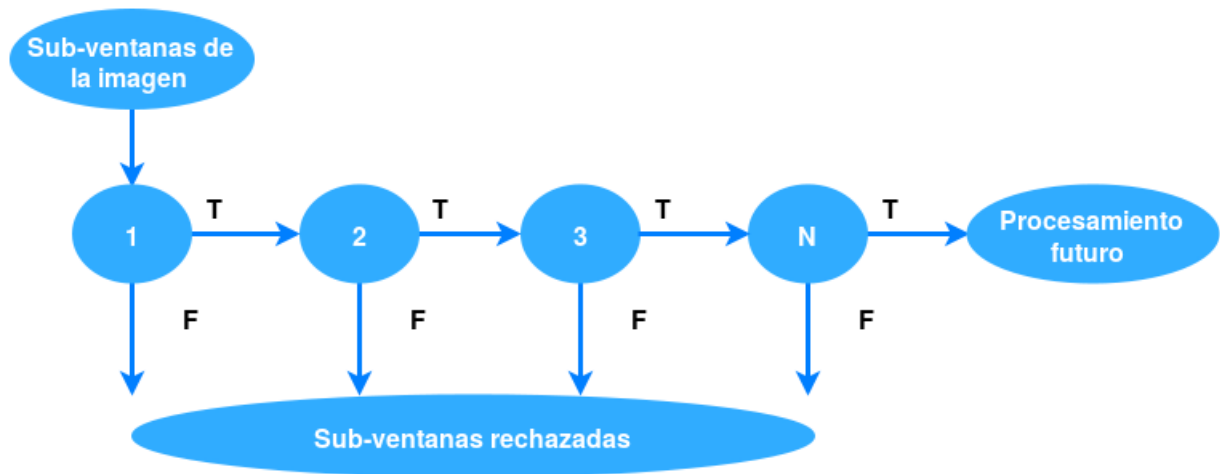 Sub-ventanas de
la imagen
1
T
2
T
3
T
N
T
Procesamiento
futuro
F
F
F
F
Sub-ventanas rechazadas